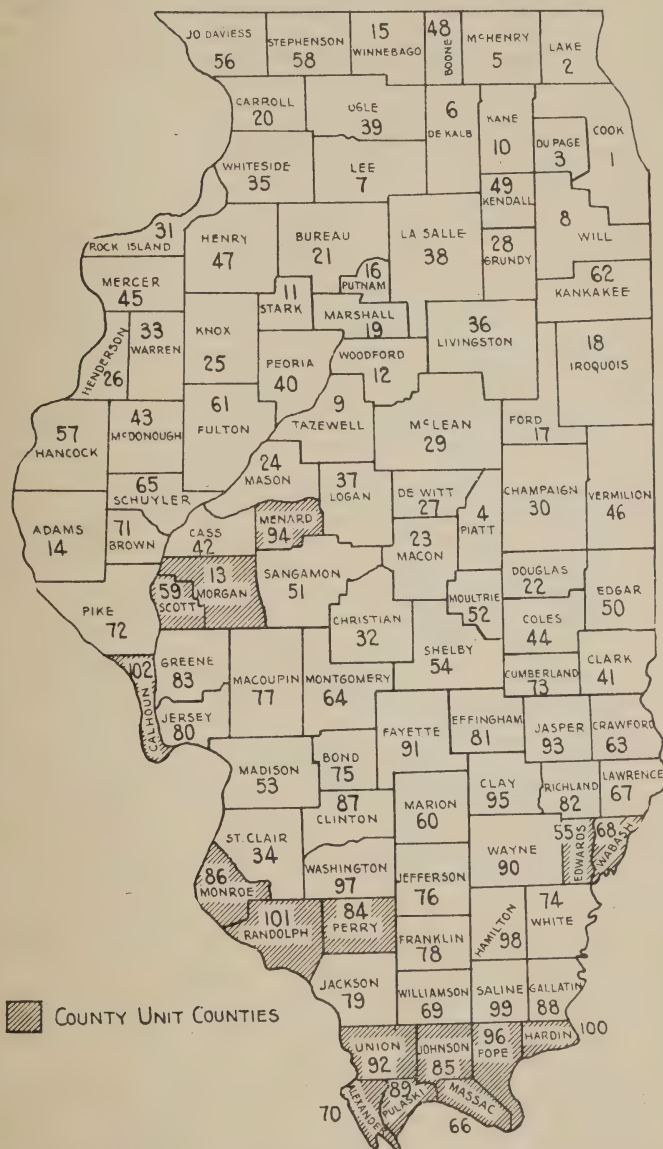 JO DAVIESS
56
STEPHENSON
58
15
WINNEBAGO
48
BOONE
MCHENRY
5
LAKE
2
CARROLL
20
OGLE
39
6
DE KALB
KANE
10
DU PAGE
3
COOK
1
WHITESIDE
35
LEE
7
49
KENDALL
8
WILL
31
ROCK ISLAND
HENRY
47
BUREAU
21
LA SALLE
38
28
GRUNDY
16
PUTNAM
62
KANKAKEE
MERCER
45
11
STARK
MARSHALL
19
KNOX
25
33
WARREN
HENDERSON
26
PEORIA
40
WOODFORD
12
36
LIVINGSTON
18
IROQUOIS
57
HANCOCK
43
MCDONOUGH
61
FULTON
9
TAZEWELL
MCLEAN
29
FORD
17
65
SCHUYLER
24
MASON
37
LOGAN
DE WITT
27
4
PIATT
CHAMPAIGN
30
VERMILION
46
ADAMS
14
71
BROWN
CASS
42
MENARD
94
23
MACON
13
MORGAN
59
SCOTT
SANGAMON
51
MOULTRIE
52
DOUGLAS
22
EDGAR
50
PIKE
72
CHRISTIAN
32
COLES
44
SHELBY
54
102
CALHOUN
GREENE
83
MACOUPIN
77
MONTGOMERY
64
CUMBERLAND
73
CLARK
41
JERSEY
80
FAYETTE
91
EFFINGHAM
81
JASPER
93
CRAWFORD
63
MADISON
53
BOND
75
CLAY
95
RICHLAND
82
LAWRENCE
67
87
CLINTON
MARION
60
ST. CLAIR
34
WAYNE
90
55
EDWARDS
68
WABASH
86
MONROE
WASHINGTON
97
JEFFERSON
76
101
RANDOLPH
84
PERRY
HAMILTON
98
74
WHITE
FRANKLIN
78
JACKSON
79
WILLIAMSON
69
SALINE
99
GALLATIN
88
COUNTY UNIT COUNTIES
UNION
92
JOHNSON
85
96
POPE
HARDIN
100
70
ALEXANDER
89
PULASKI
MASSAC
66